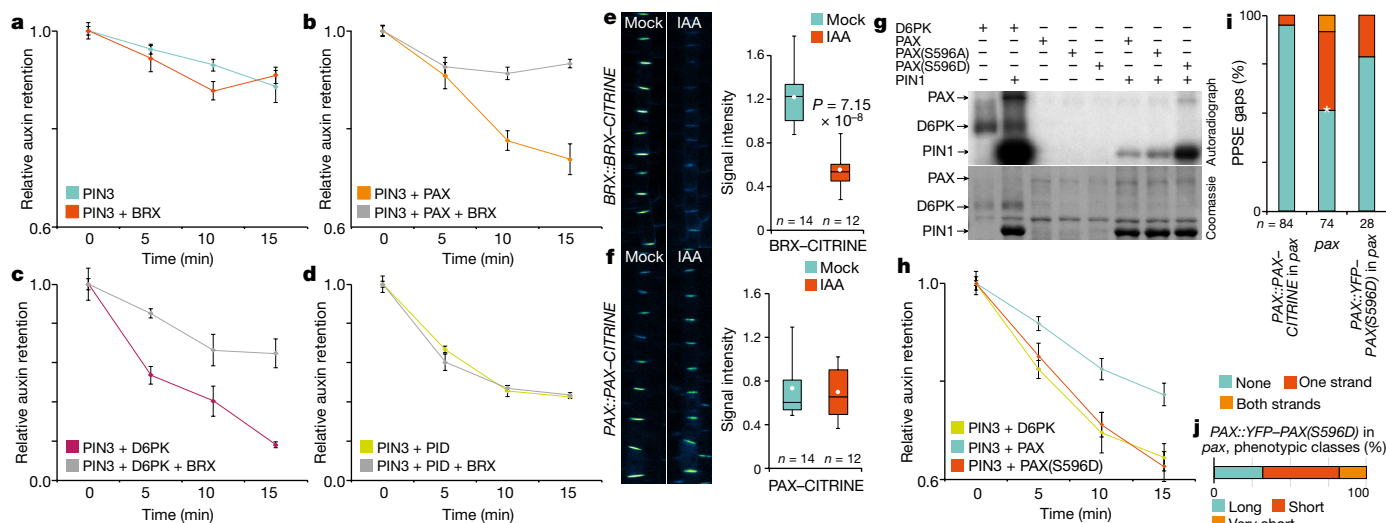 a
1.0
0.6
Relative auxin retention
PIN3
PIN3 + BRX
0 5 10 15
Time (min)
b
1.0
0.6
Relative auxin retention
PIN3 + PAX
PIN3 + PAX + BRX
0 5 10 15
Time (min)
c
1.0
0.0
Relative auxin retention
PIN3 + D6PK
PIN3 + D6PK + BRX
0 5 10 15
Time (min)
d
1.0
0.0
Relative auxin retention
PIN3 + PID
PIN3 + PID + BRX
0 5 10 15
Time (min)
e
BRX::BRX–CITRINE
Mock IAA
Mock
IAA
1.6
1.2
0.8
0.4
0
Signal intensity
P = 7.15
× 10–8
n = 14 n = 12
BRX–CITRINE
f
PAX::PAX–CITRINE
Mock IAA
Mock
IAA
1.6
1.2
0.8
0.4
0
Signal intensity
n = 14 n = 12
PAX–CITRINE
g
D6PK + + – – – – – –
PAX – – + – – + – –
PAX(S596A) – – – + – – + –
PAX(S596D) – – – – + – – +
PIN1 – + – – – + + +
PAX
D6PK
PIN1
Autoradiograph
PAX
D6PK
PIN1
Coomassie
h
1.0
0.6
Relative auxin retention
PIN3 + D6PK
PIN3 + PAX
PIN3 + PAX(S596D)
0 5 10 15
Time (min)
i
100
0
PPSE gaps (%)
n = 84 74 28
PAX::PAX–
CITRINE in pax
pax
PAX::YFP–
PAX(S596D) in pax
None One strand
Both strands
j
PAX::YFP–PAX(S596D) in
pax, phenotypic classes (%)
0 100
Long Short
Very short